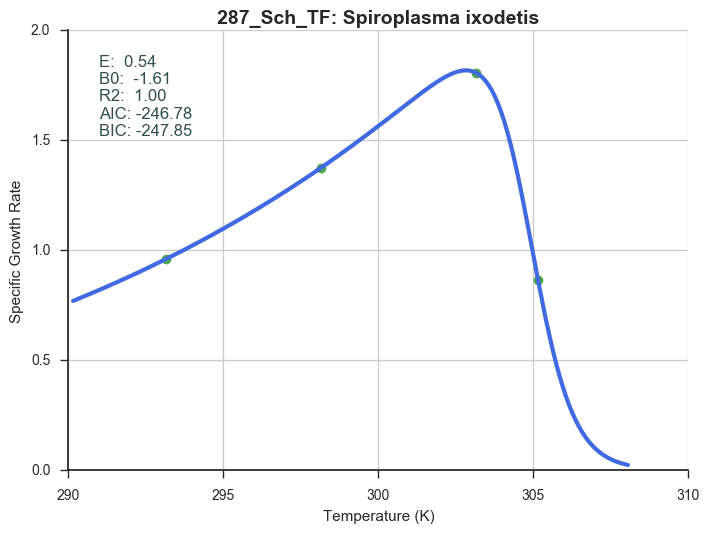 287_Sch_TF: Spiroplasma ixodetis
E:  0.54
B0:  -1.61
R2:  1.00
AIC: -246.78
BIC: -247.85
2.0
1.5
1.0
0.5
0.0
Specific Growth Rate
290
295
300
305
310
Temperature (K)